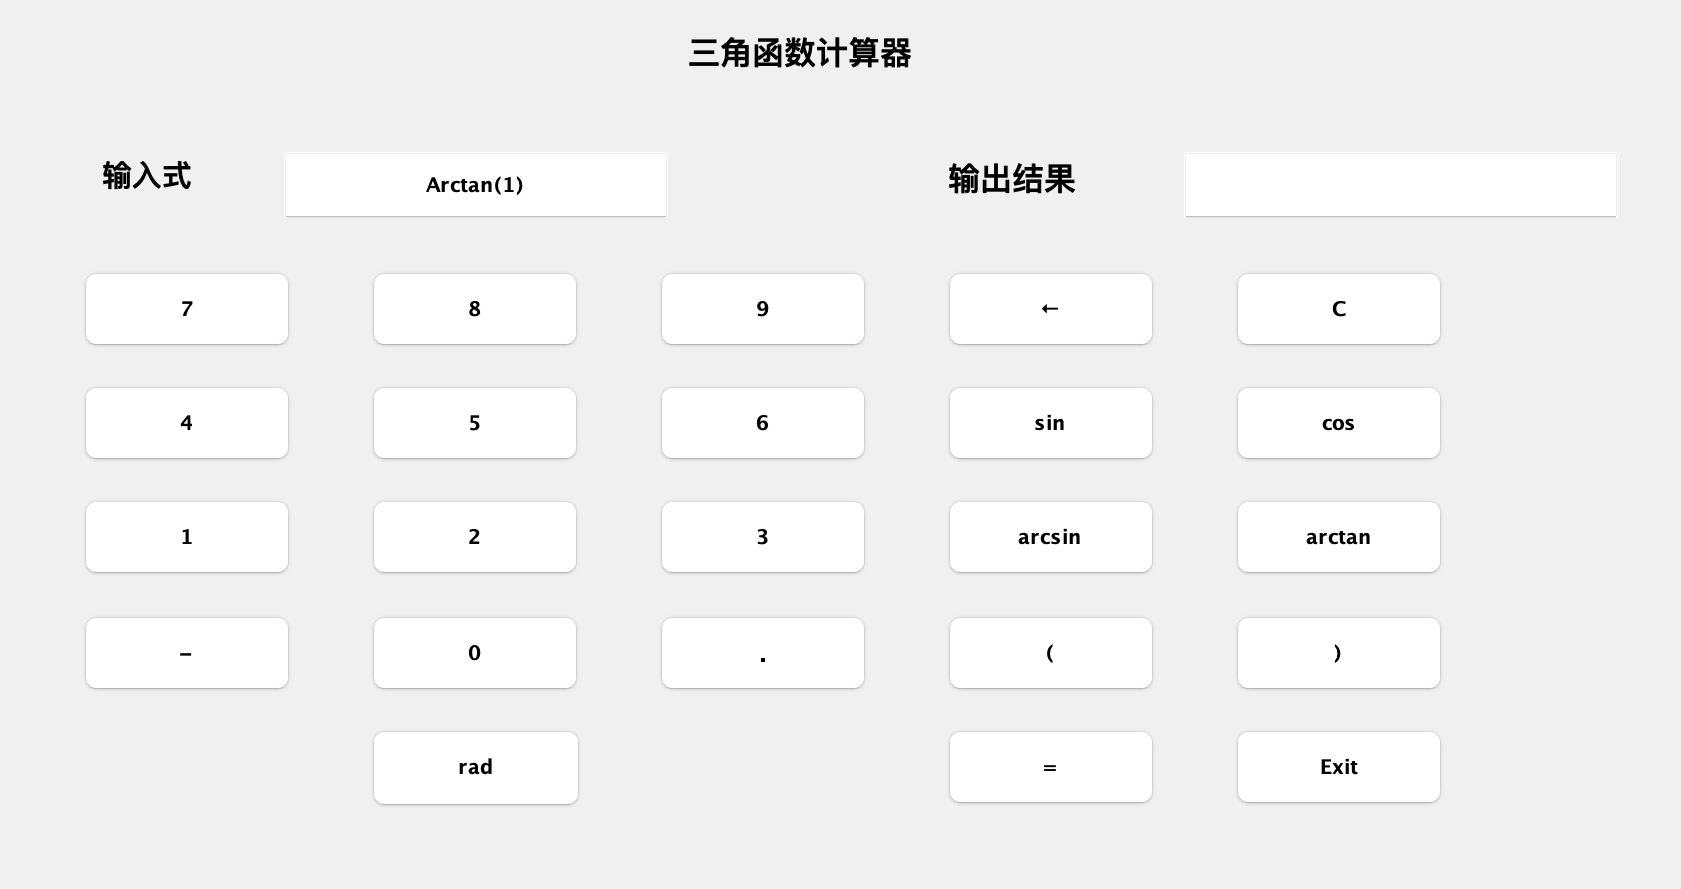 三角函数计算器
输入式
Arctan(1)
输出结果
7
8
9
←
C
4
5
6
sin
cos
1
2
3
arcsin
arctan
–
0
.
(
)
rad
=
Exit